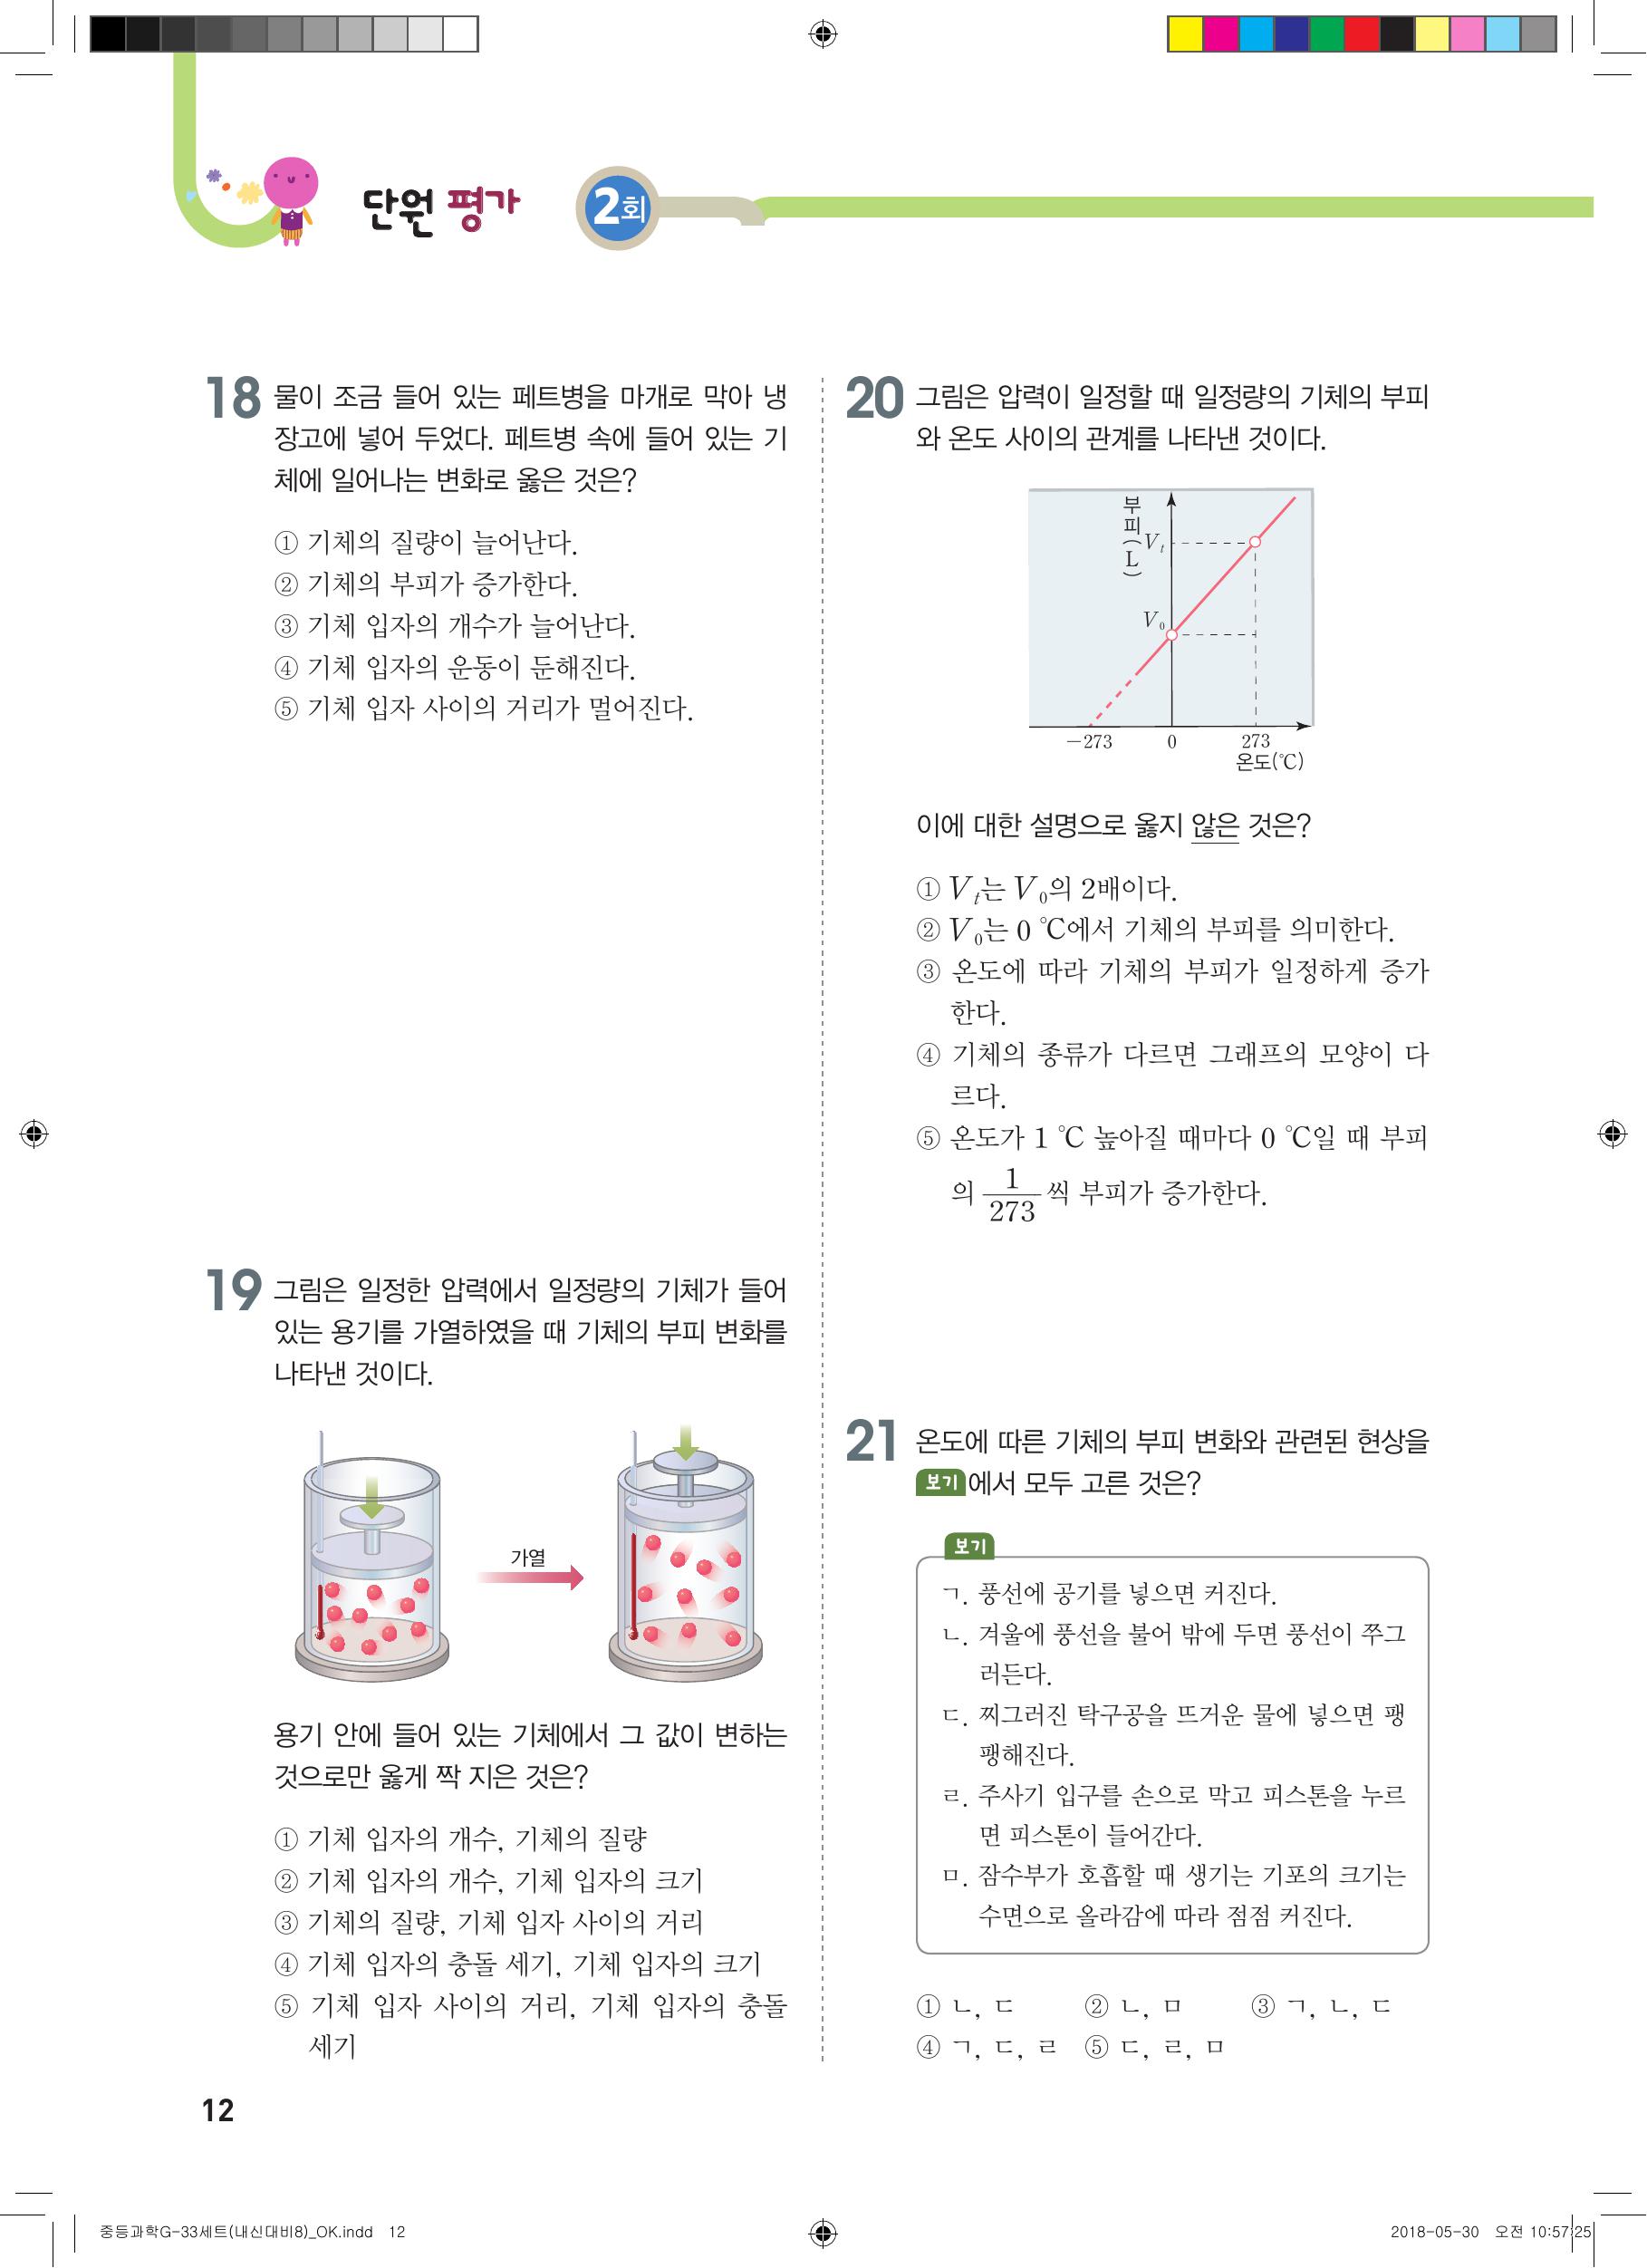 단원 평가 2회
18 물이 조금 들어 있는 페트병을 마개로 막아 냉
장고에 넣어 두었다. 페트병 속에 들어 있는 기
체에 일어나는 변화로 옳은 것은?
① 기체의 질량이 늘어난다.
② 기체의 부피가 증가한다.
③ 기체 입자의 개수가 늘어난다.
④ 기체 입자의 운동이 둔해진다.
⑤ 기체 입자 사이의 거리가 멀어진다.
19 그림은 일정한 압력에서 일정량의 기체가 들어
있는 용기를 가열하였을 때 기체의 부피 변화를
나타낸 것이다.
가열
용기 안에 들어 있는 기체에서 그 값이 변하는
것으로만 옳게 짝 지은 것은?
① 기체 입자의 개수, 기체의 질량
② 기체 입자의 개수, 기체 입자의 크기
③ 기체의 질량, 기체 입자 사이의 거리
④ 기체 입자의 충돌 세기, 기체 입자의 크기
⑤ 기체 입자 사이의 거리, 기체 입자의 충돌
세기
20 그림은 압력이 일정할 때 일정량의 기체의 부피
와 온도 사이의 관계를 나타낸 것이다.
부피(L)
Vt
V0
-273 0 273
온도(℃)
이에 대한 설명으로 옳지 않은 것은?
① Vt는 V0의 2배이다.
② V0는 0 ℃에서 기체의 부피를 의미한다.
③ 온도에 따라 기체의 부피가 일정하게 증가
한다.
④ 기체의 종류가 다르면 그래프의 모양이 다
르다.
⑤ 온도가 1 ℃ 높아질 때마다 0 ℃일 때 부피
의 1/273 씩 부피가 증가한다.
21 온도에 따른 기체의 부피 변화와 관련된 현상을
보기 에서 모두 고른 것은?
보기
ㄱ. 풍선에 공기를 넣으면 커진다.
ㄴ. 겨울에 풍선을 불어 밖에 두면 풍선이 쭈그
러든다.
ㄷ. 찌그러진 탁구공을 뜨거운 물에 넣으면 팽
팽해진다.
ㄹ. 주사기 입구를 손으로 막고 피스톤을 누르
면 피스톤이 들어간다.
ㅁ. 잠수부가 호흡할 때 생기는 기포의 크기는
수면으로 올라감에 따라 점점 커진다.
① ㄴ, ㄷ ② ㄴ, ㅁ ③ ㄱ, ㄴ, ㄷ
④ ㄱ, ㄷ, ㄹ ⑤ ㄷ, ㄹ, ㅁ
12
중등과학G-33세트(내신대비8)_OK.indd 12
2018-05-30 오전 10:57:25